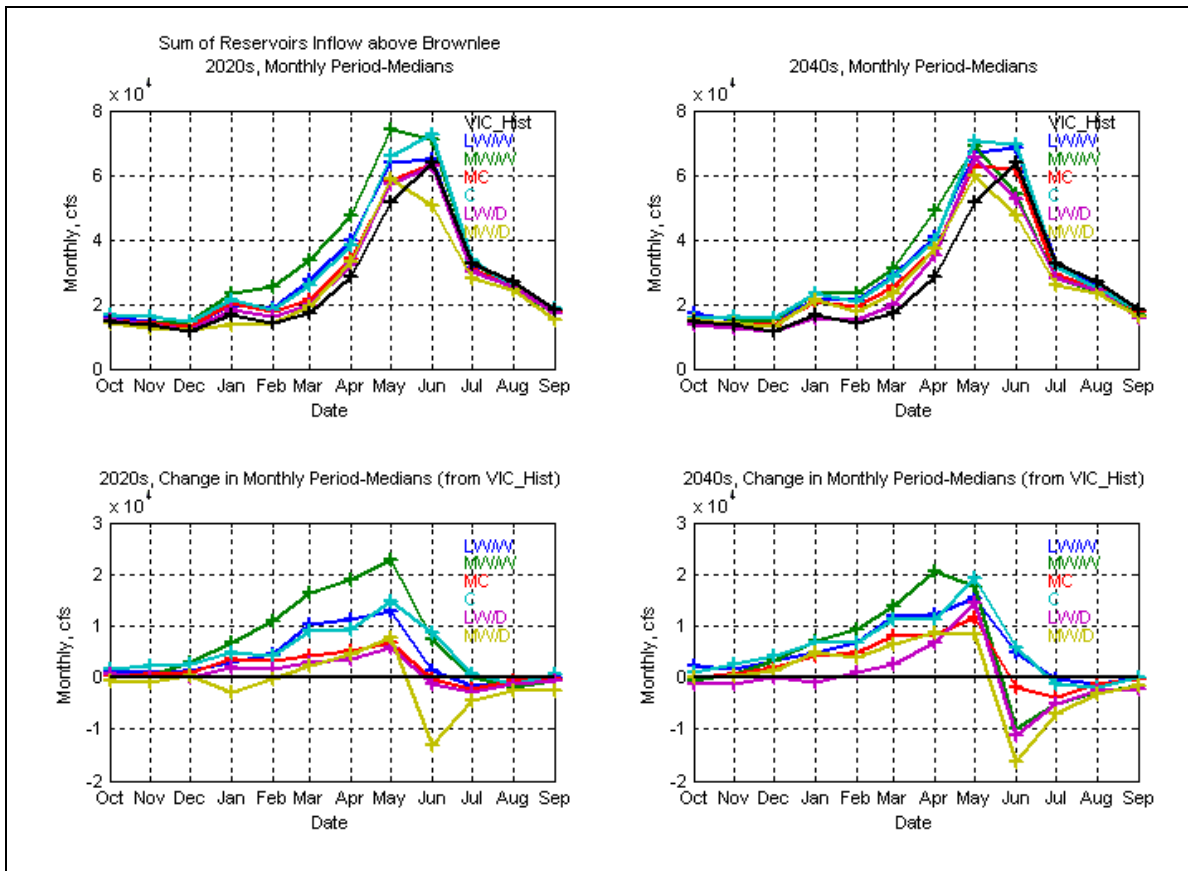 Sum of Reservoirs Inflow above Brownlee
2020s, Monthly Period-Medians
x 10^4
8
6
4
2
0
Monthly, cfs
VIC_Hist
LW/W
MW/W
MC
C
LW/D
MW/D
Oct Nov Dec Jan Feb Mar Apr May Jun Jul Aug Sep
Date
2040s, Monthly Period-Medians
x 10^4
8
6
4
2
0
Monthly, cfs
VIC_Hist
LW/W
MW/W
MC
C
LW/D
MW/D
Oct Nov Dec Jan Feb Mar Apr May Jun Jul Aug Sep
Date
2020s, Change in Monthly Period-Medians (from VIC_Hist)
x 10^4
3
2
1
0
-1
-2
Monthly, cfs
LW/W
MW/W
MC
C
LW/D
MW/D
Oct Nov Dec Jan Feb Mar Apr May Jun Jul Aug Sep
Date
2040s, Change in Monthly Period-Medians (from VIC_Hist)
x 10^4
3
2
1
0
-1
-2
Monthly, cfs
LW/W
MW/W
MC
C
LW/D
MW/D
Oct Nov Dec Jan Feb Mar Apr May Jun Jul Aug Sep
Date